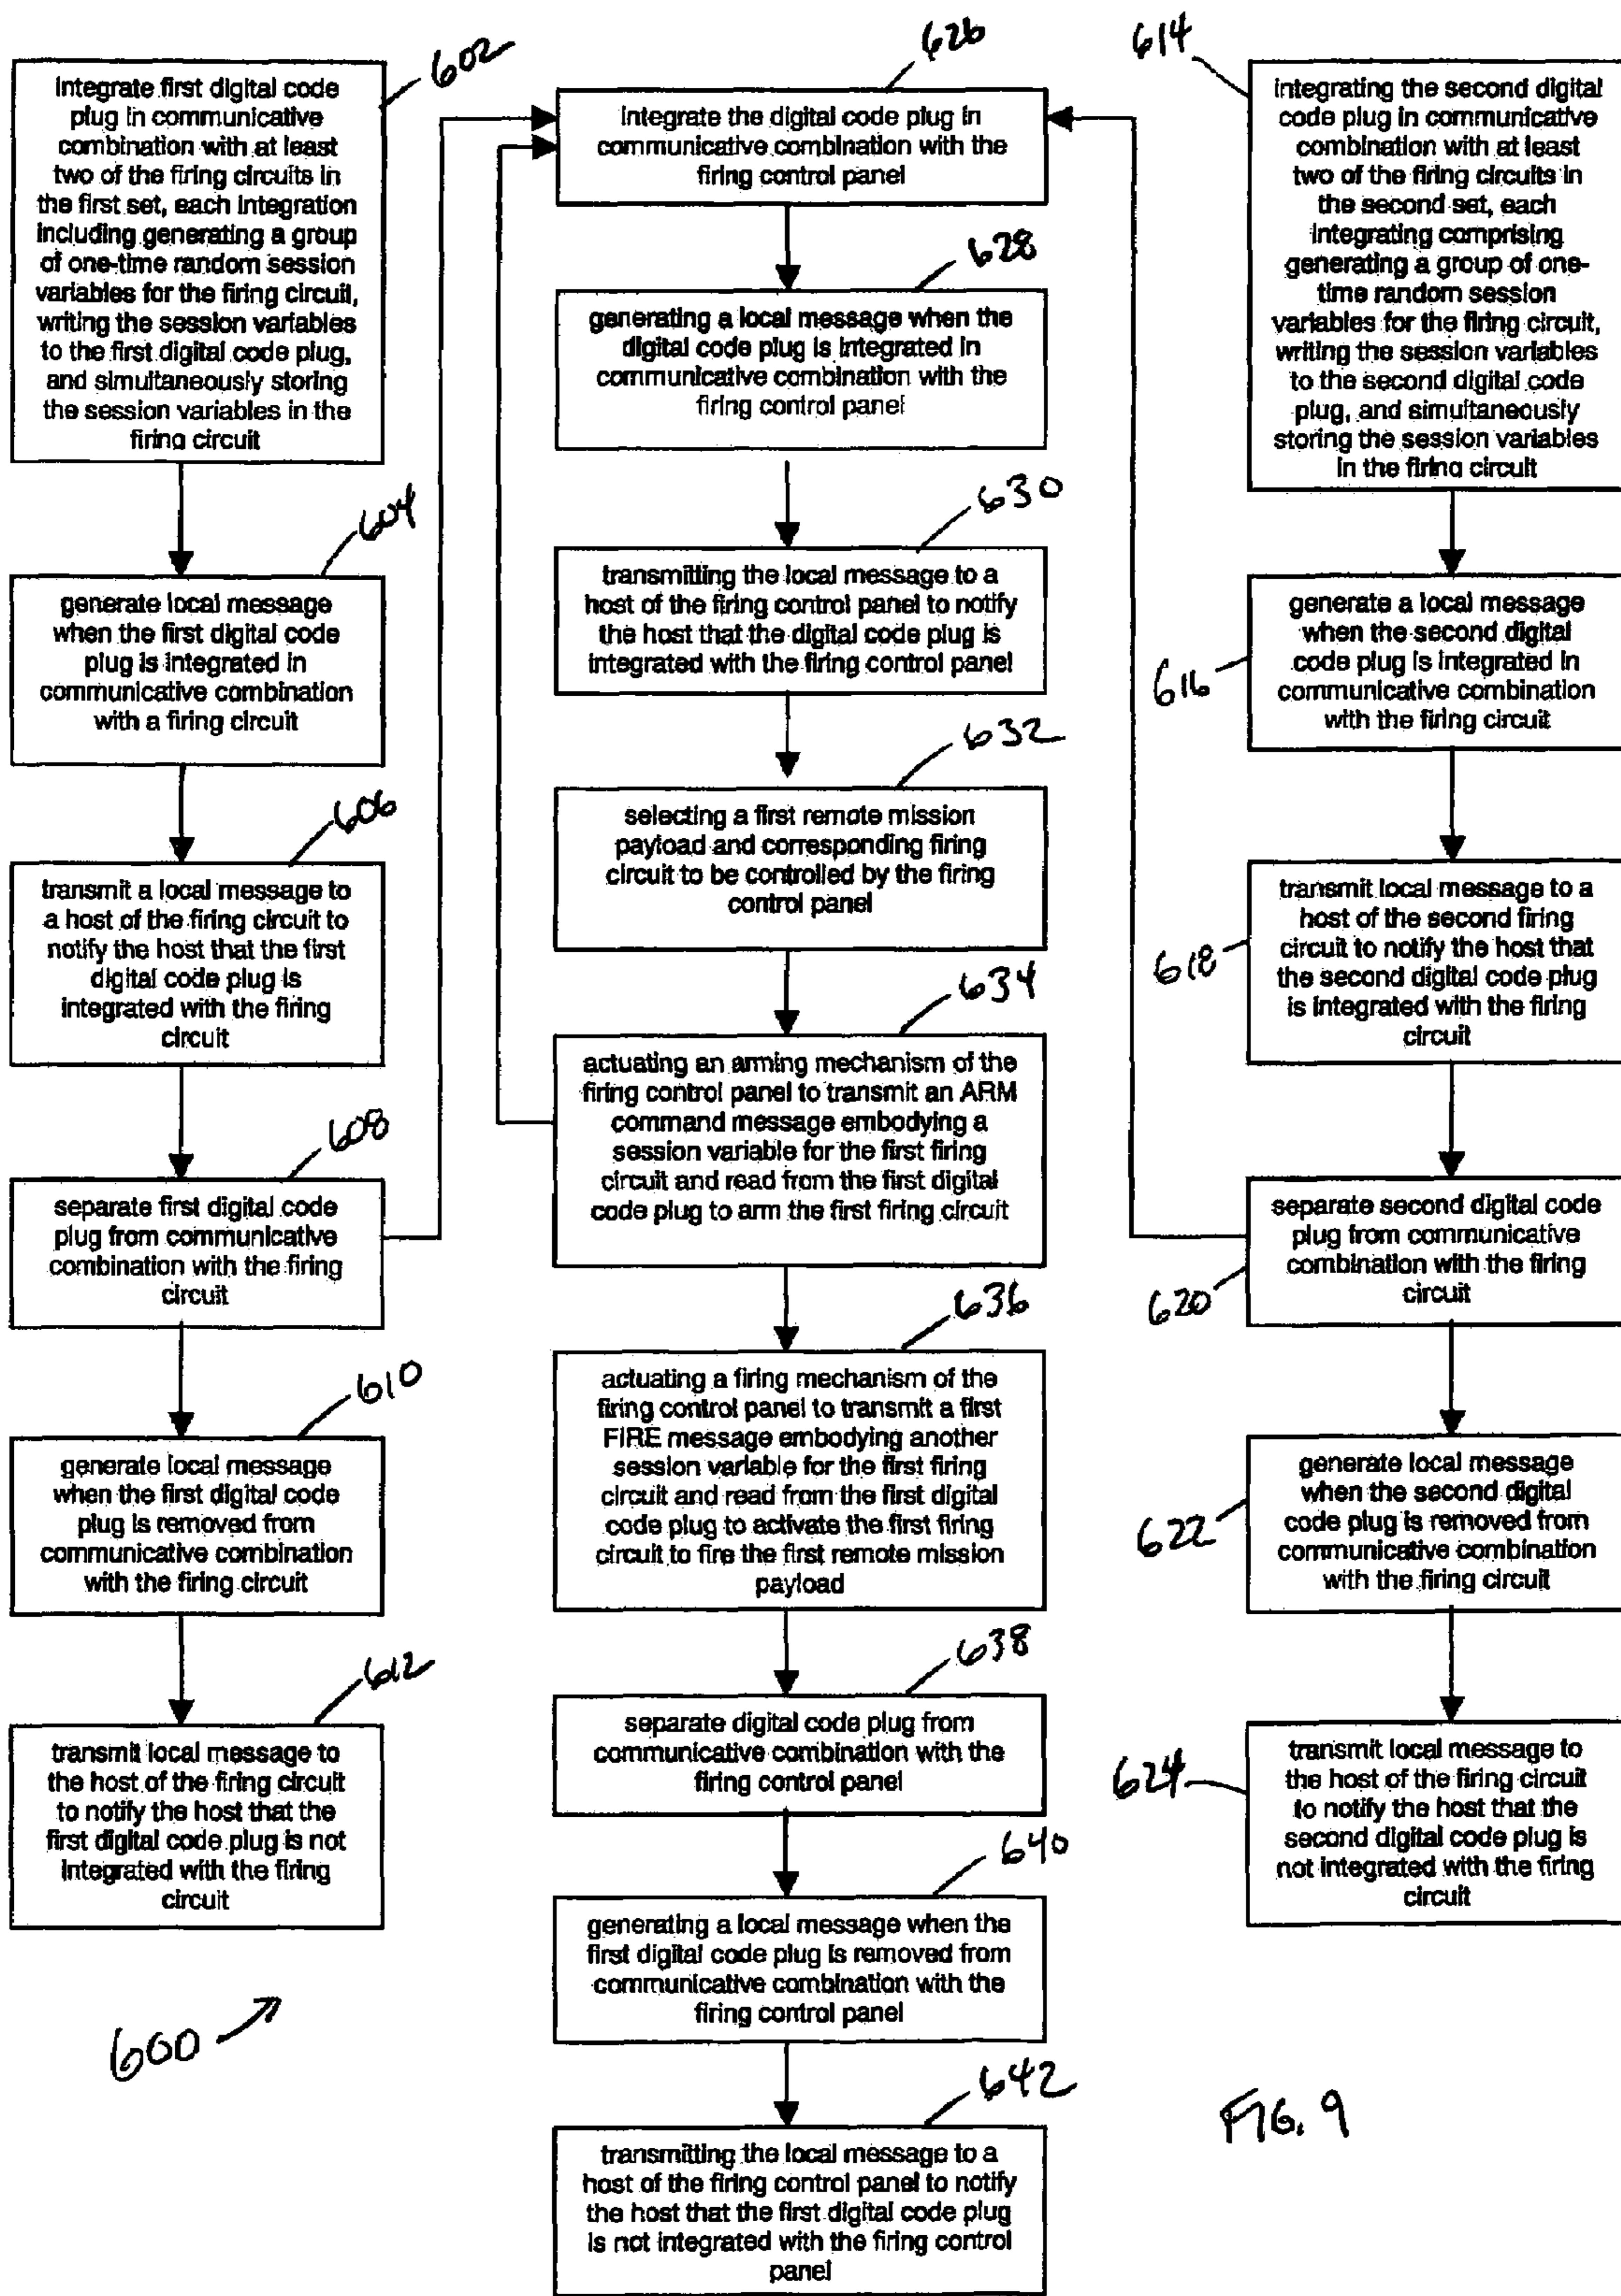 602
integrate first digital code
plug in communicative
combination with at least
two of the firing circuits in
the first set, each integration
including generating a group
of one-time random session
variables for the firing circuit,
writing the session variables
to the first digital code plug,
and simultaneously storing
the session variables in the
firing circuit
604
generate local message
when the first digital code
plug is integrated in
communicative combination
with a firing circuit
606
transmit a local message to
a host of the firing circuit to
notify the host that the first
digital code plug is
integrated with the firing
circuit
608
separate first digital code
plug from communicative
combination with the firing
circuit
610
generate local message
when the first digital code
plug is removed from
communicative combination
with the firing circuit
612
transmit local message to
the host of the firing circuit
to notify the host that the
first digital code plug is not
integrated with the firing
circuit
600
626
integrate the digital code plug in
communicative combination with the
firing control panel
628
generating a local message when the
digital code plug is integrated in
communicative combination with the
firing control panel
630
transmitting the local message to a
host of the firing control panel to notify
the host that the digital code plug is
integrated with the firing control panel
632
selecting a first remote mission
payload and corresponding firing
circuit to be controlled by the firing
control panel
634
actuating an arming mechanism of the
firing control panel to transmit an ARM
command message embodying a
session variable for the first firing
circuit and read from the first digital
code plug to arm the first firing circuit
636
actuating a firing mechanism of the
firing control panel to transmit a first
FIRE message embodying another
session variable for the first firing
circuit and read from the first digital
code plug to activate the first firing
circuit to fire the first remote mission
payload
638
separate digital code plug from
communicative combination with the
firing control panel
640
generating a local message when the
first digital code plug is removed from
communicative combination with the
firing control panel
642
transmitting the local message to a
host of the firing control panel to notify
the host that the first digital code plug
is not integrated with the firing control
panel
614
integrating the second digital
code plug in communicative
combination with at least
two of the firing circuits in
the second set, each
integrating comprising
generating a group of one-
time random session
variables for the firing circuit,
writing the session variables
to the second digital code
plug, and simultaneously
storing the session variables
in the firing circuit
616
generate a local message
when the second digital
code plug is integrated in
communicative combination
with the firing circuit
618
transmit local message to a
host of the second firing
circuit to notify the host that
the second digital code plug
is integrated with the firing
circuit
620
separate second digital code
plug from communicative
combination with the firing
circuit
622
generate local message
when the second digital
code plug is removed from
communicative combination
with the firing circuit
624
transmit local message to
the host of the firing circuit
to notify the host that the
second digital code plug is
not integrated with the firing
circuit
FIG. 9